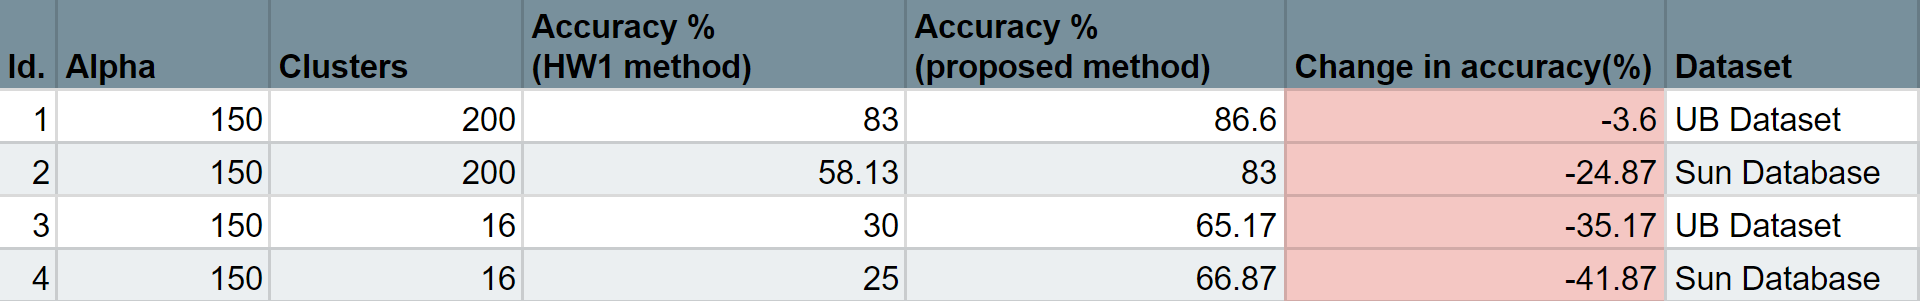 Id. Alpha Clusters Accuracy % (HW1 method) Accuracy % (proposed method) Change in accuracy(%) Dataset
1 150 200 83 86.6 -3.6 UB Dataset
2 150 200 58.13 83 -24.87 Sun Database
3 150 16 30 65.17 -35.17 UB Dataset
4 150 16 25 66.87 -41.87 Sun Database